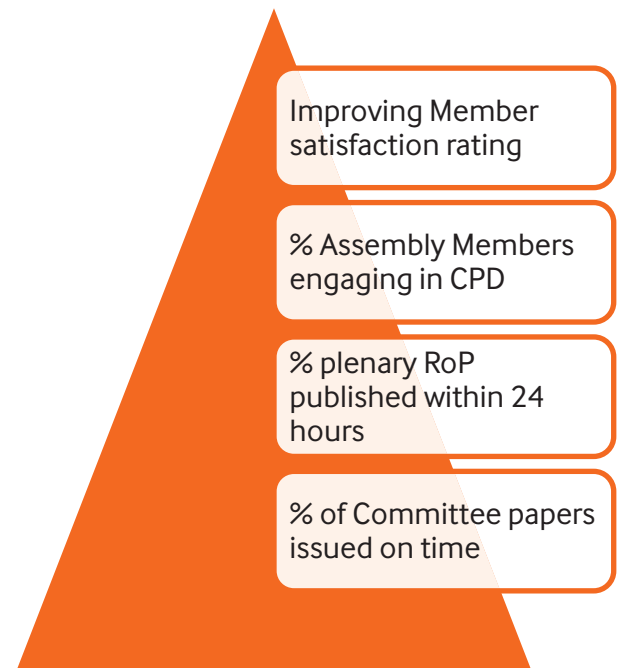 Improving Member
satisfaction rating
% Assembly Members
engaging in CPD
% plenary RoP
published within 24
hours
% of Committee papers
issued on time